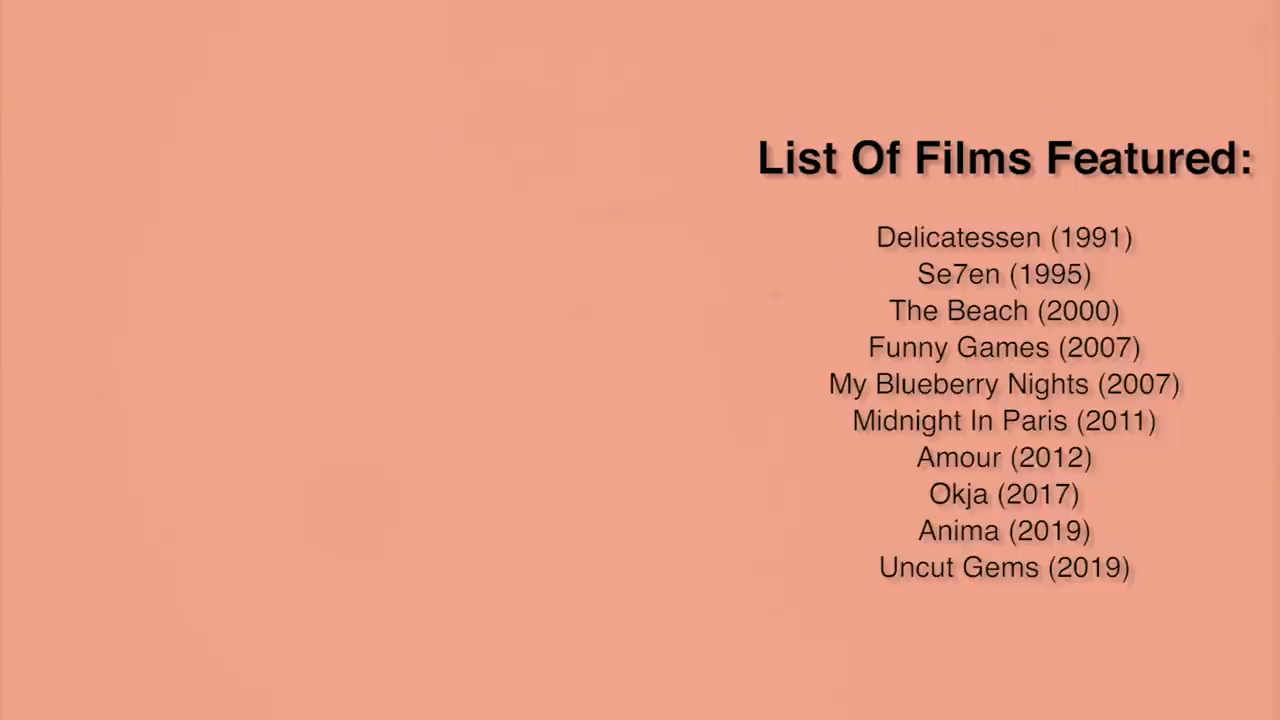 List Of Films Featured:
Delicatessen (1991)
Se7en (1995)
The Beach (2000)
Funny Games (2007)
My Blueberry Nights (2007)
Midnight In Paris (2011)
Amour (2012)
Okja (2017)
Anima (2019)
Uncut Gems (2019)